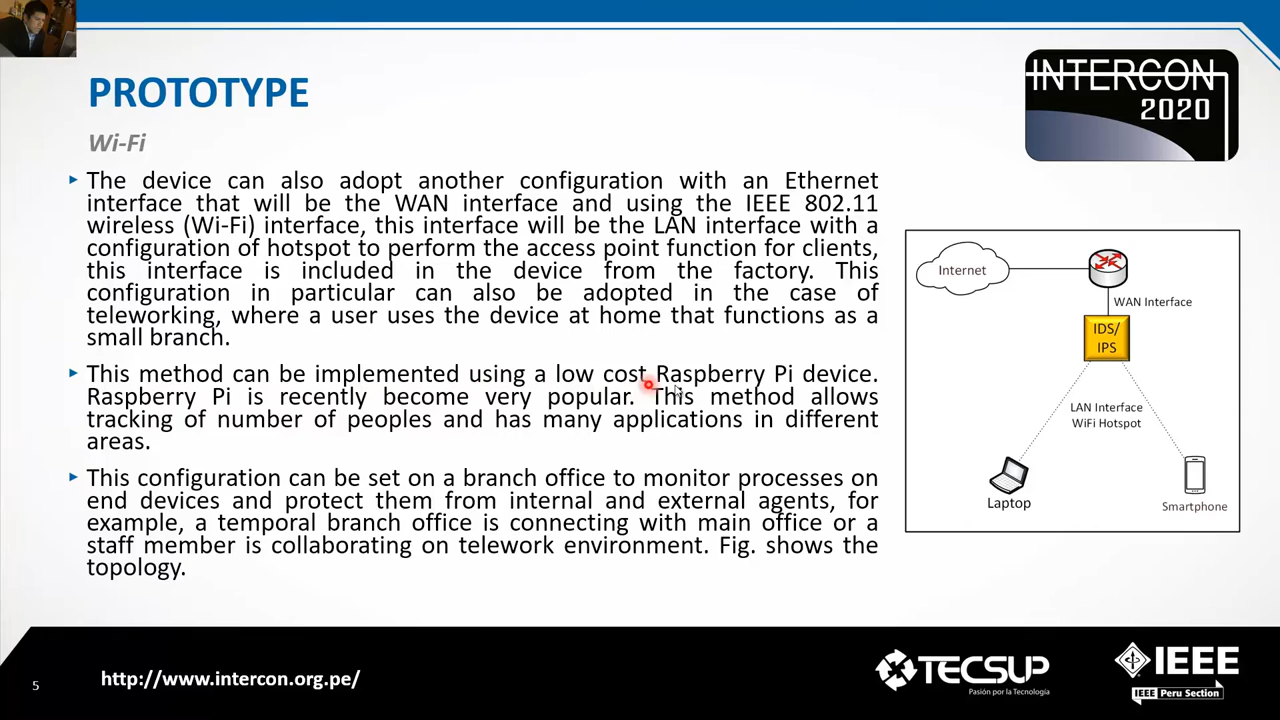 PROTOTYPE
INTERCON
2020
Wi-Fi
The device can also adopt another configuration with an Ethernet
interface that will be the WAN interface and using the IEEE 802.11
wireless (Wi-Fi) interface, this interface will be the LAN interface with a
configuration of hotspot to perform the access point function for clients,
this interface is included in the device from the factory. This
configuration in particular can also be adopted in the case of
teleworking, where a user uses the device at home that functions as a
small branch.
This method can be implemented using a low cost Raspberry Pi device.
Raspberry Pi is recently become very popular. This method allows
tracking of number of peoples and has many applications in different
areas.
This configuration can be set on a branch office to monitor processes on
end devices and protect them from internal and external agents, for
example, a temporal branch office is connecting with main office or a
staff member is collaborating on telework environment. Fig. shows the
topology.
Internet
WAN Interface
IDS/
IPS
LAN Interface
WiFi Hotspot
Laptop
Smartphone
5
http://www.intercon.org.pe/
TECSUP
Pasión por la Tecnología
IEEE
IEEE Peru Section